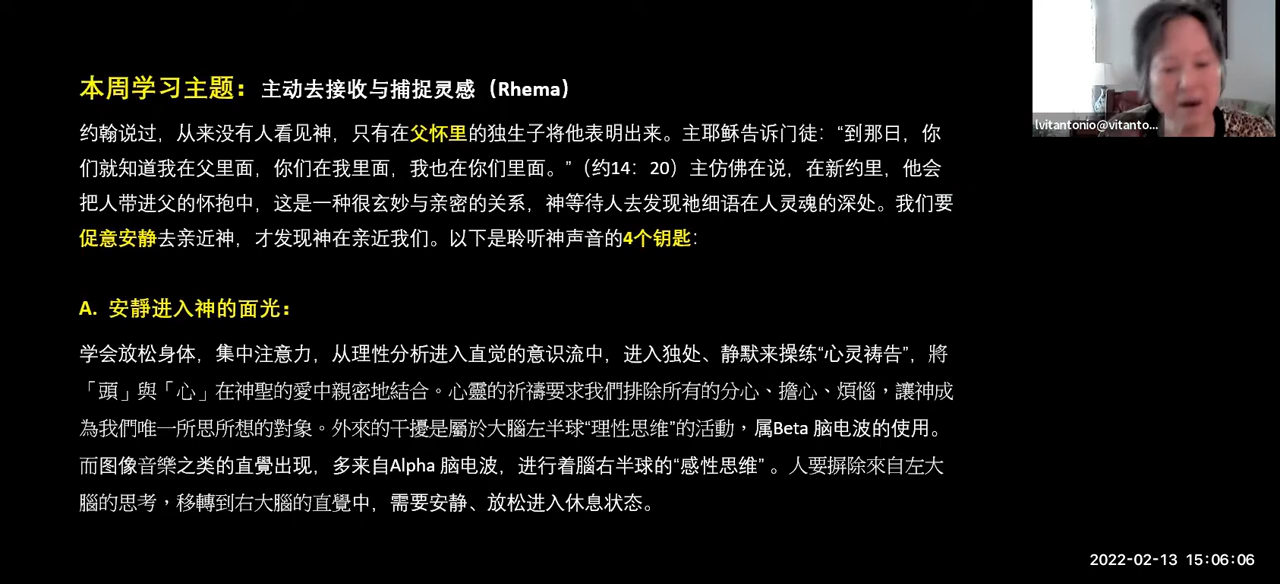 本周学习主题：主动去接收与捕捉灵感（Rhema）
约翰说过，从来没有人看见神，只有在父怀里的独生子将他表明出来。主耶稣告诉门徒：“到那日，你
们就知道我在父里面，你们在我里面，我也在你们里面。”（约14：20）主仿佛在说，在新约里，他会
把人带进父的怀抱中，这是一种很玄妙与亲密的关系，神等待人去发现祂细语在人灵魂的深处。我们要
促意安静去亲近神，才发现神在亲近我们。以下是聆听神声音的4个钥匙：
A. 安靜进入神的面光：
学会放松身体，集中注意力，从理性分析进入直觉的意识流中，进入独处、静默来操练“心灵祷告”，將
「頭」與「心」在神聖的愛中親密地結合。心靈的祈禱要求我們排除所有的分心、擔心、煩惱，讓神成
為我們唯一所思所想的對象。外來的干擾是屬於大腦左半球“理性思维”的活動，属Beta 脑电波的使用。
而图像音樂之类的直覺出现，多来自Alpha 脑电波，进行着腦右半球的“感性思维” 。人要摒除來自左大
腦的思考，移轉到右大腦的直覺中，需要安静、放松进入休息状态。
lvitantonio@vitanto...
2022-02-13 15:06:06